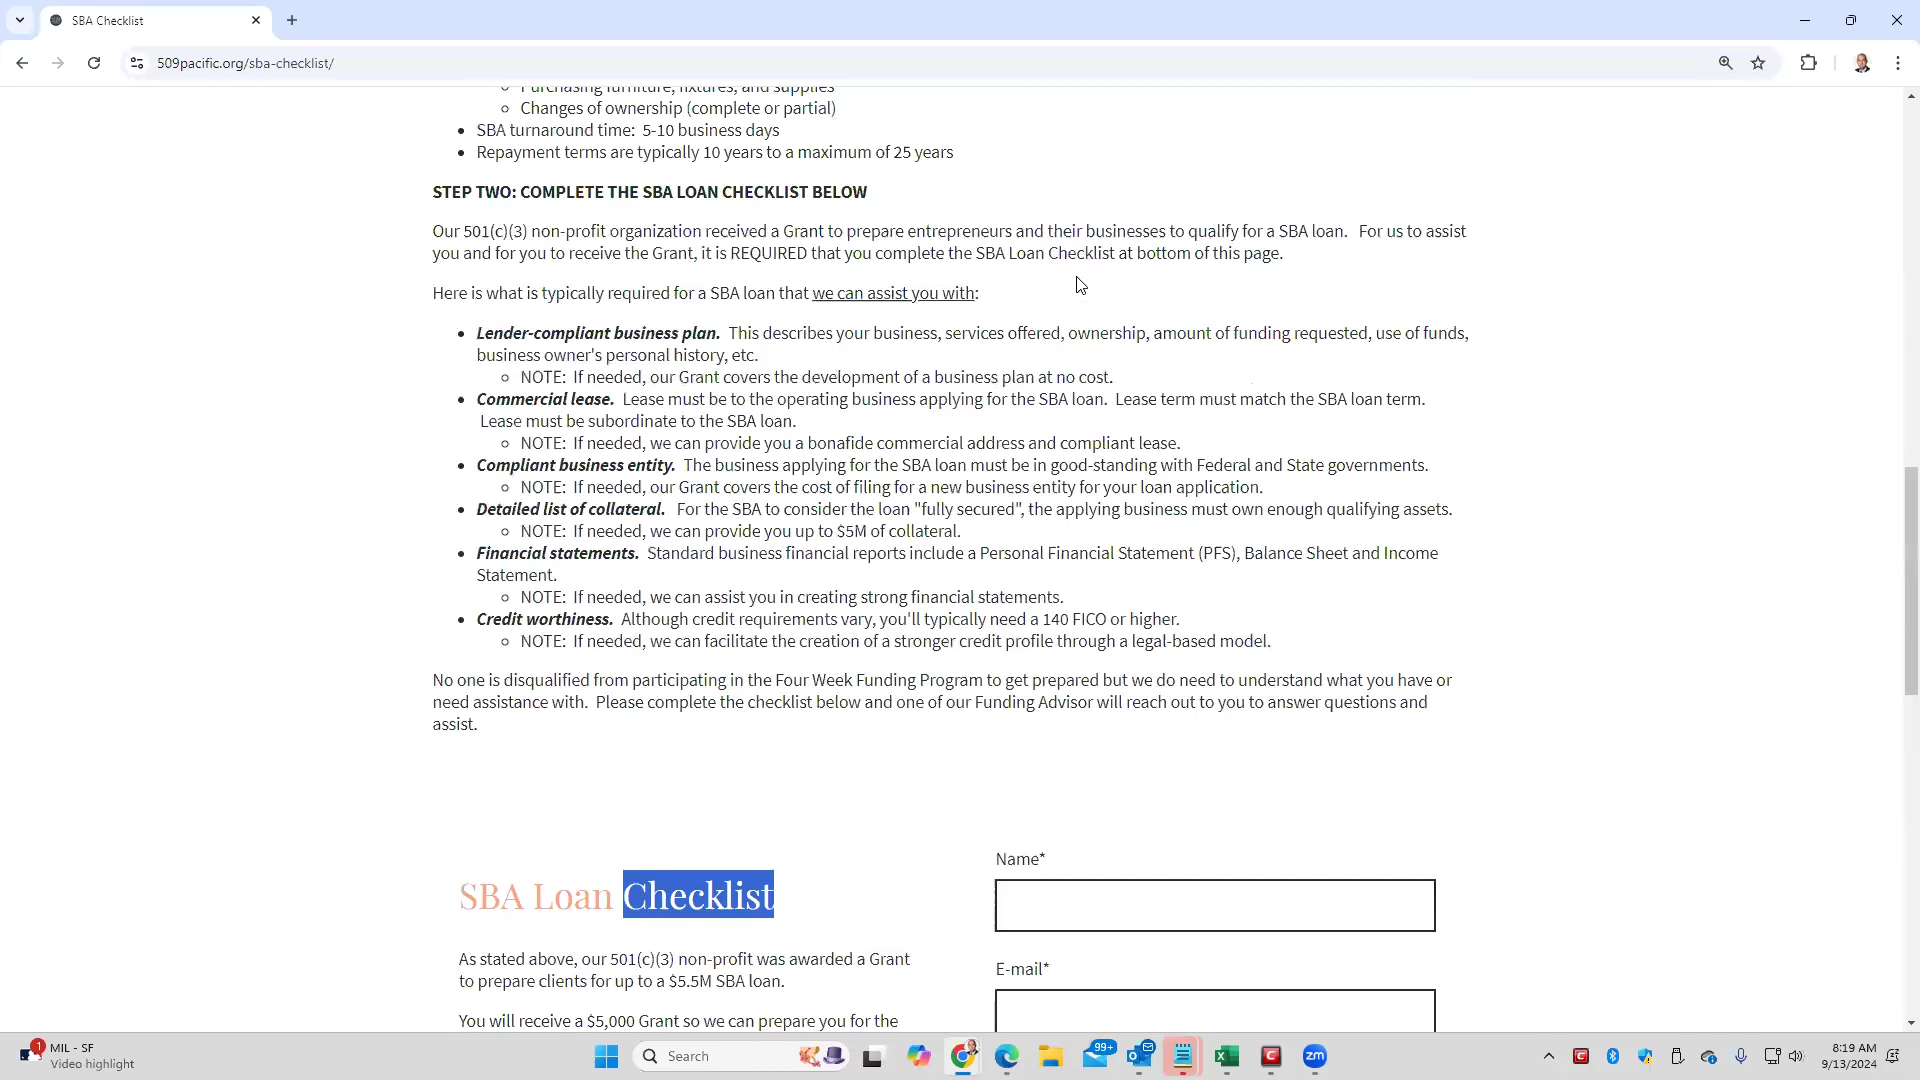 SBA Checklist
509pacific.org/sba-checklist/
Purchasing furniture, fixtures, and supplies
Changes of ownership (complete or partial)
SBA turnaround time: 5-10 business days
Repayment terms are typically 10 years to a maximum of 25 years
STEP TWO: COMPLETE THE SBA LOAN CHECKLIST BELOW
Our 501(c)(3) non-profit organization received a Grant to prepare entrepreneurs and their businesses to qualify for a SBA loan. For us to assist
you and for you to receive the Grant, it is REQUIRED that you complete the SBA Loan Checklist at bottom of this page.
Here is what is typically required for a SBA loan that we can assist you with:
Lender-compliant business plan. This describes your business, services offered, ownership, amount of funding requested, use of funds,
business owner's personal history, etc.
NOTE: If needed, our Grant covers the development of a business plan at no cost.
Commercial lease. Lease must be to the operating business applying for the SBA loan. Lease term must match the SBA loan term.
Lease must be subordinate to the SBA loan.
NOTE: If needed, we can provide you a bonafide commercial address and compliant lease.
Compliant business entity. The business applying for the SBA loan must be in good-standing with Federal and State governments.
NOTE: If needed, our Grant covers the cost of filing for a new business entity for your loan application.
Detailed list of collateral. For the SBA to consider the loan "fully secured", the applying business must own enough qualifying assets.
NOTE: If needed, we can provide you up to $5M of collateral.
Financial statements. Standard business financial reports include a Personal Financial Statement (PFS), Balance Sheet and Income
Statement.
NOTE: If needed, we can assist you in creating strong financial statements.
Credit worthiness. Although credit requirements vary, you'll typically need a 140 FICO or higher.
NOTE: If needed, we can facilitate the creation of a stronger credit profile through a legal-based model.
No one is disqualified from participating in the Four Week Funding Program to get prepared but we do need to understand what you have or
need assistance with. Please complete the checklist below and one of our Funding Advisor will reach out to you to answer questions and
assist.
SBA Loan Checklist
As stated above, our 501(c)(3) non-profit was awarded a Grant
to prepare clients for up to a $5.5M SBA loan.
You will receive a $5,000 Grant so we can prepare you for the
Name*
E-mail*
1
MIL - SF
Video highlight
Search
99+
zm
8:19 AM
9/13/2024